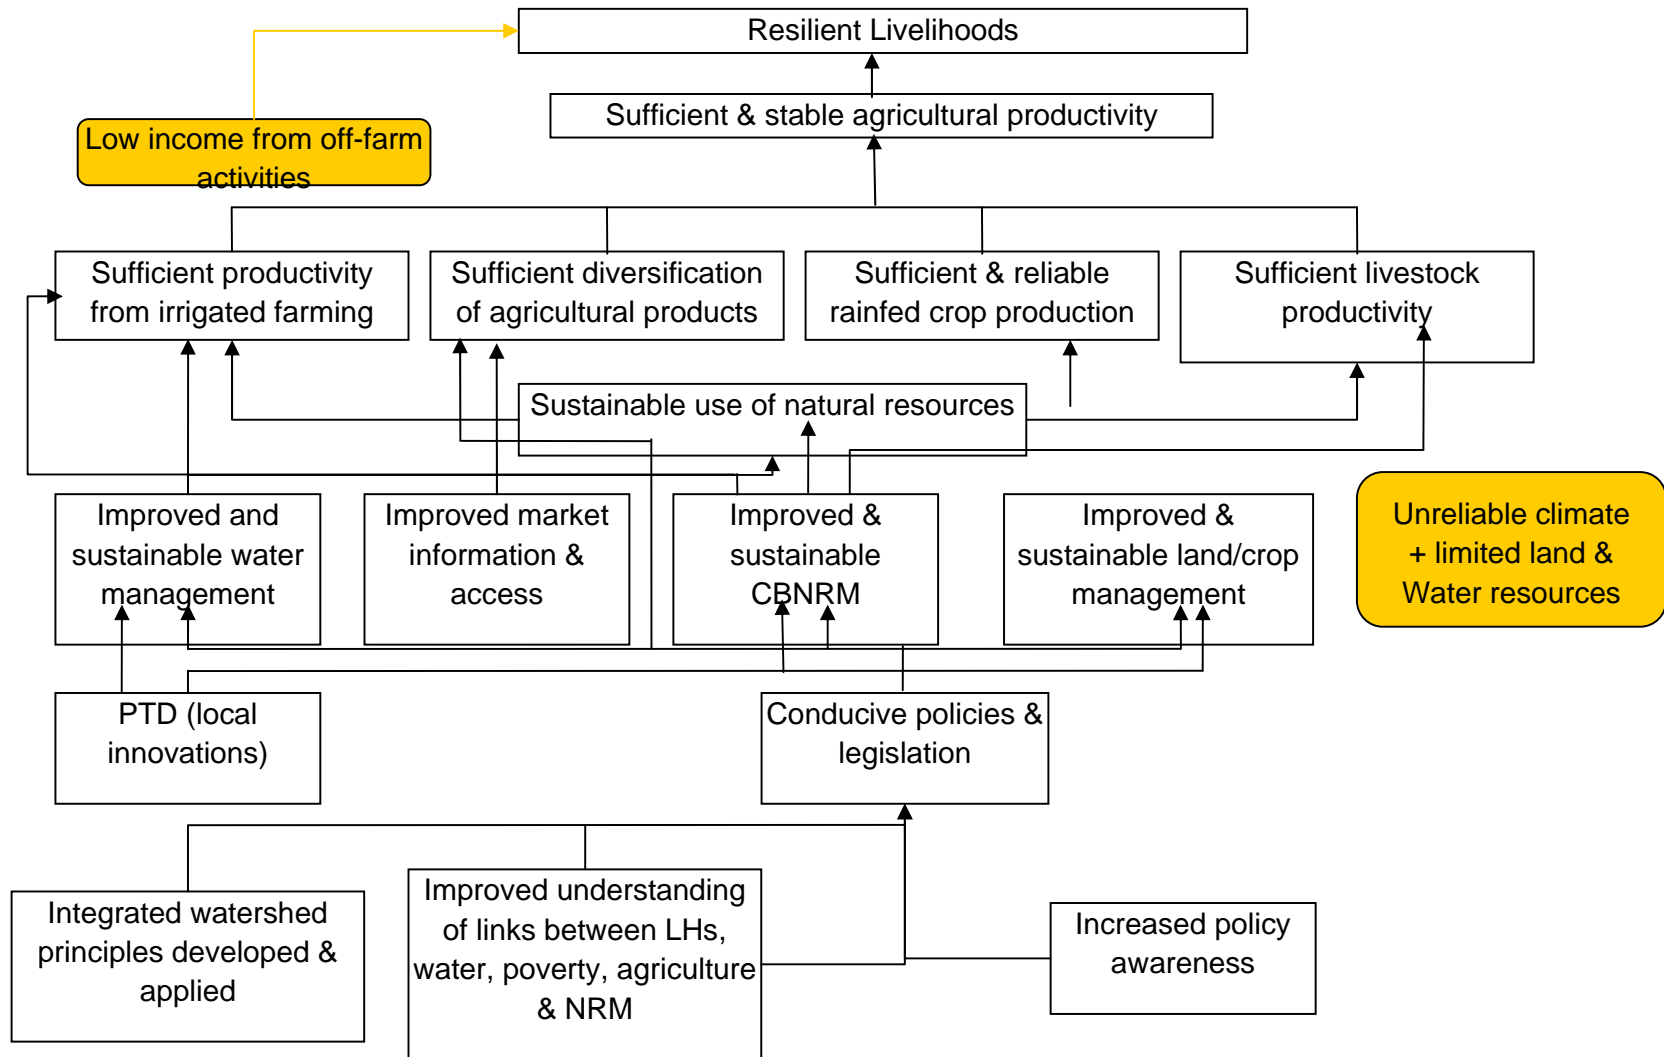 Resilient Livelihoods
Sufficient & stable agricultural productivity
Low income from off-farm
activities
Sufficient productivity
from irrigated farming
Sufficient diversification
of agricultural products
Sufficient & reliable
rainfed crop production
Sufficient livestock
productivity
Sustainable use of natural resources
Improved and
sustainable water
management
Improved market
information &
access
Improved &
sustainable
CBNRM
Improved &
sustainable land/crop
management
Unreliable climate
+ limited land &
Water resources
PTD (local
innovations)
Conducive policies &
legislation
Integrated watershed
principles developed &
applied
Improved understanding
of links between LHs,
water, poverty, agriculture
& NRM
Increased policy
awareness